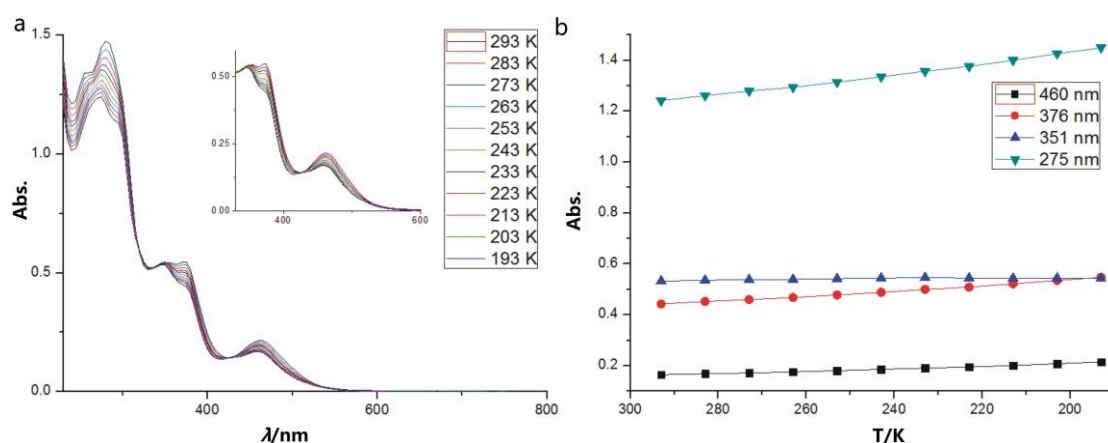 a
1.5
1.0
0.5
0.0
Abs.
400
600
800
λ/nm
0.50
0.25
0.00
400
600
293 K
283 K
273 K
263 K
253 K
243 K
233 K
223 K
213 K
203 K
193 K
b
1.4
1.2
1.0
0.8
0.6
0.4
0.2
Abs.
300
280
260
240
220
200
T/K
460 nm
376 nm
351 nm
275 nm